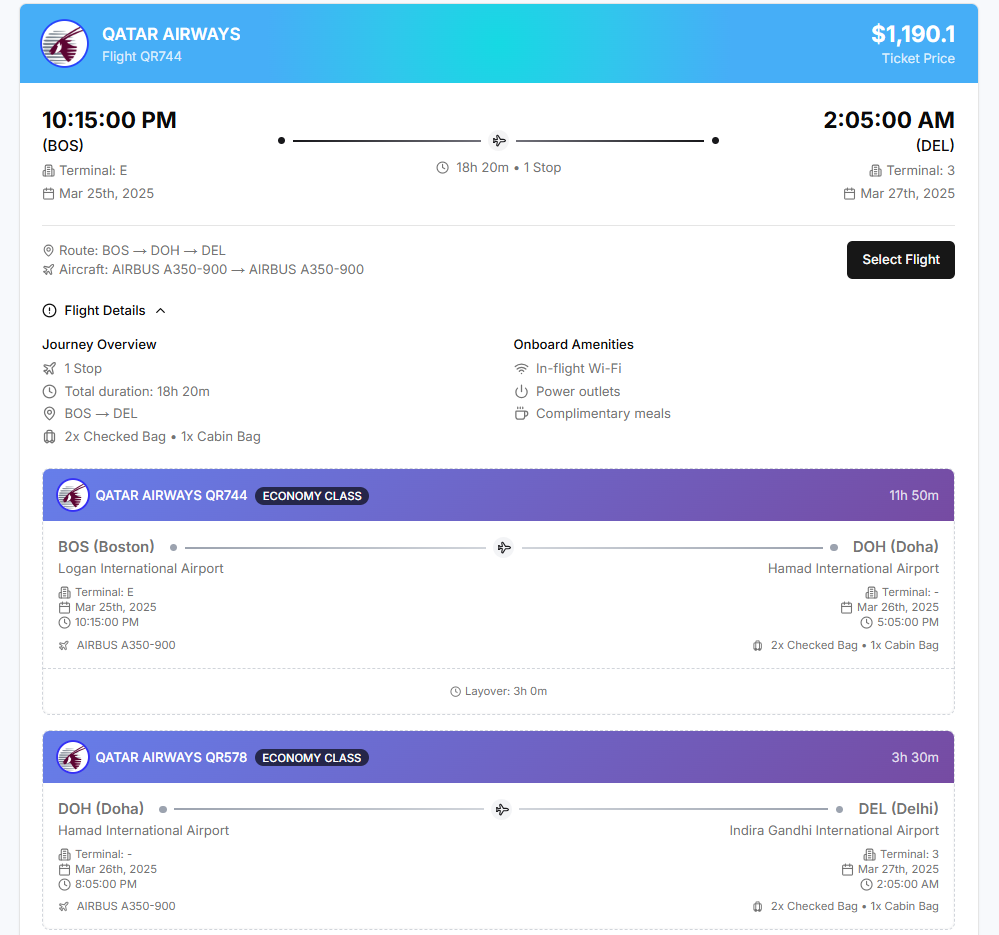 QATAR AIRWAYS
Flight QR744
$1,190.1
Ticket Price
10:15:00 PM
(BOS)
Terminal: E
Mar 25th, 2025
18h 20m • 1 Stop
2:05:00 AM
(DEL)
Terminal: 3
Mar 27th, 2025
Route: BOS → DOH → DEL
Aircraft: AIRBUS A350-900 → AIRBUS A350-900
Select Flight
Flight Details
Journey Overview
1 Stop
Total duration: 18h 20m
BOS → DEL
2x Checked Bag • 1x Cabin Bag
Onboard Amenities
In-flight Wi-Fi
Power outlets
Complimentary meals
QATAR AIRWAYS QR744 ECONOMY CLASS 11h 50m
BOS (Boston)
Logan International Airport
Terminal: E
Mar 25th, 2025
10:15:00 PM
AIRBUS A350-900
DOH (Doha)
Hamad International Airport
Terminal: -
Mar 26th, 2025
5:05:00 PM
2x Checked Bag • 1x Cabin Bag
Layover: 3h 0m
QATAR AIRWAYS QR578 ECONOMY CLASS 3h 30m
DOH (Doha)
Hamad International Airport
Terminal: -
Mar 26th, 2025
8:05:00 PM
AIRBUS A350-900
DEL (Delhi)
Indira Gandhi International Airport
Terminal: 3
Mar 27th, 2025
2:05:00 AM
2x Checked Bag • 1x Cabin Bag